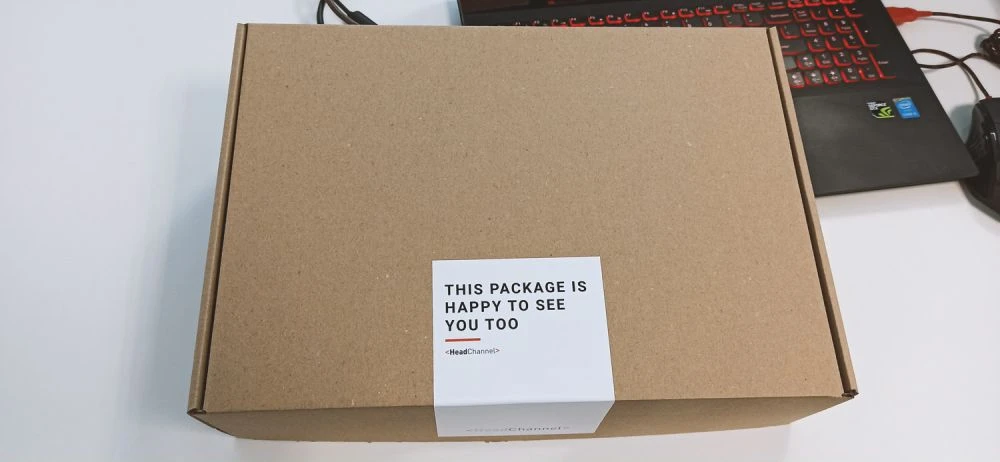 THIS PACKAGE IS
HAPPY TO SEE
YOU TOO
<HeadChannel>
<HeadChannel>